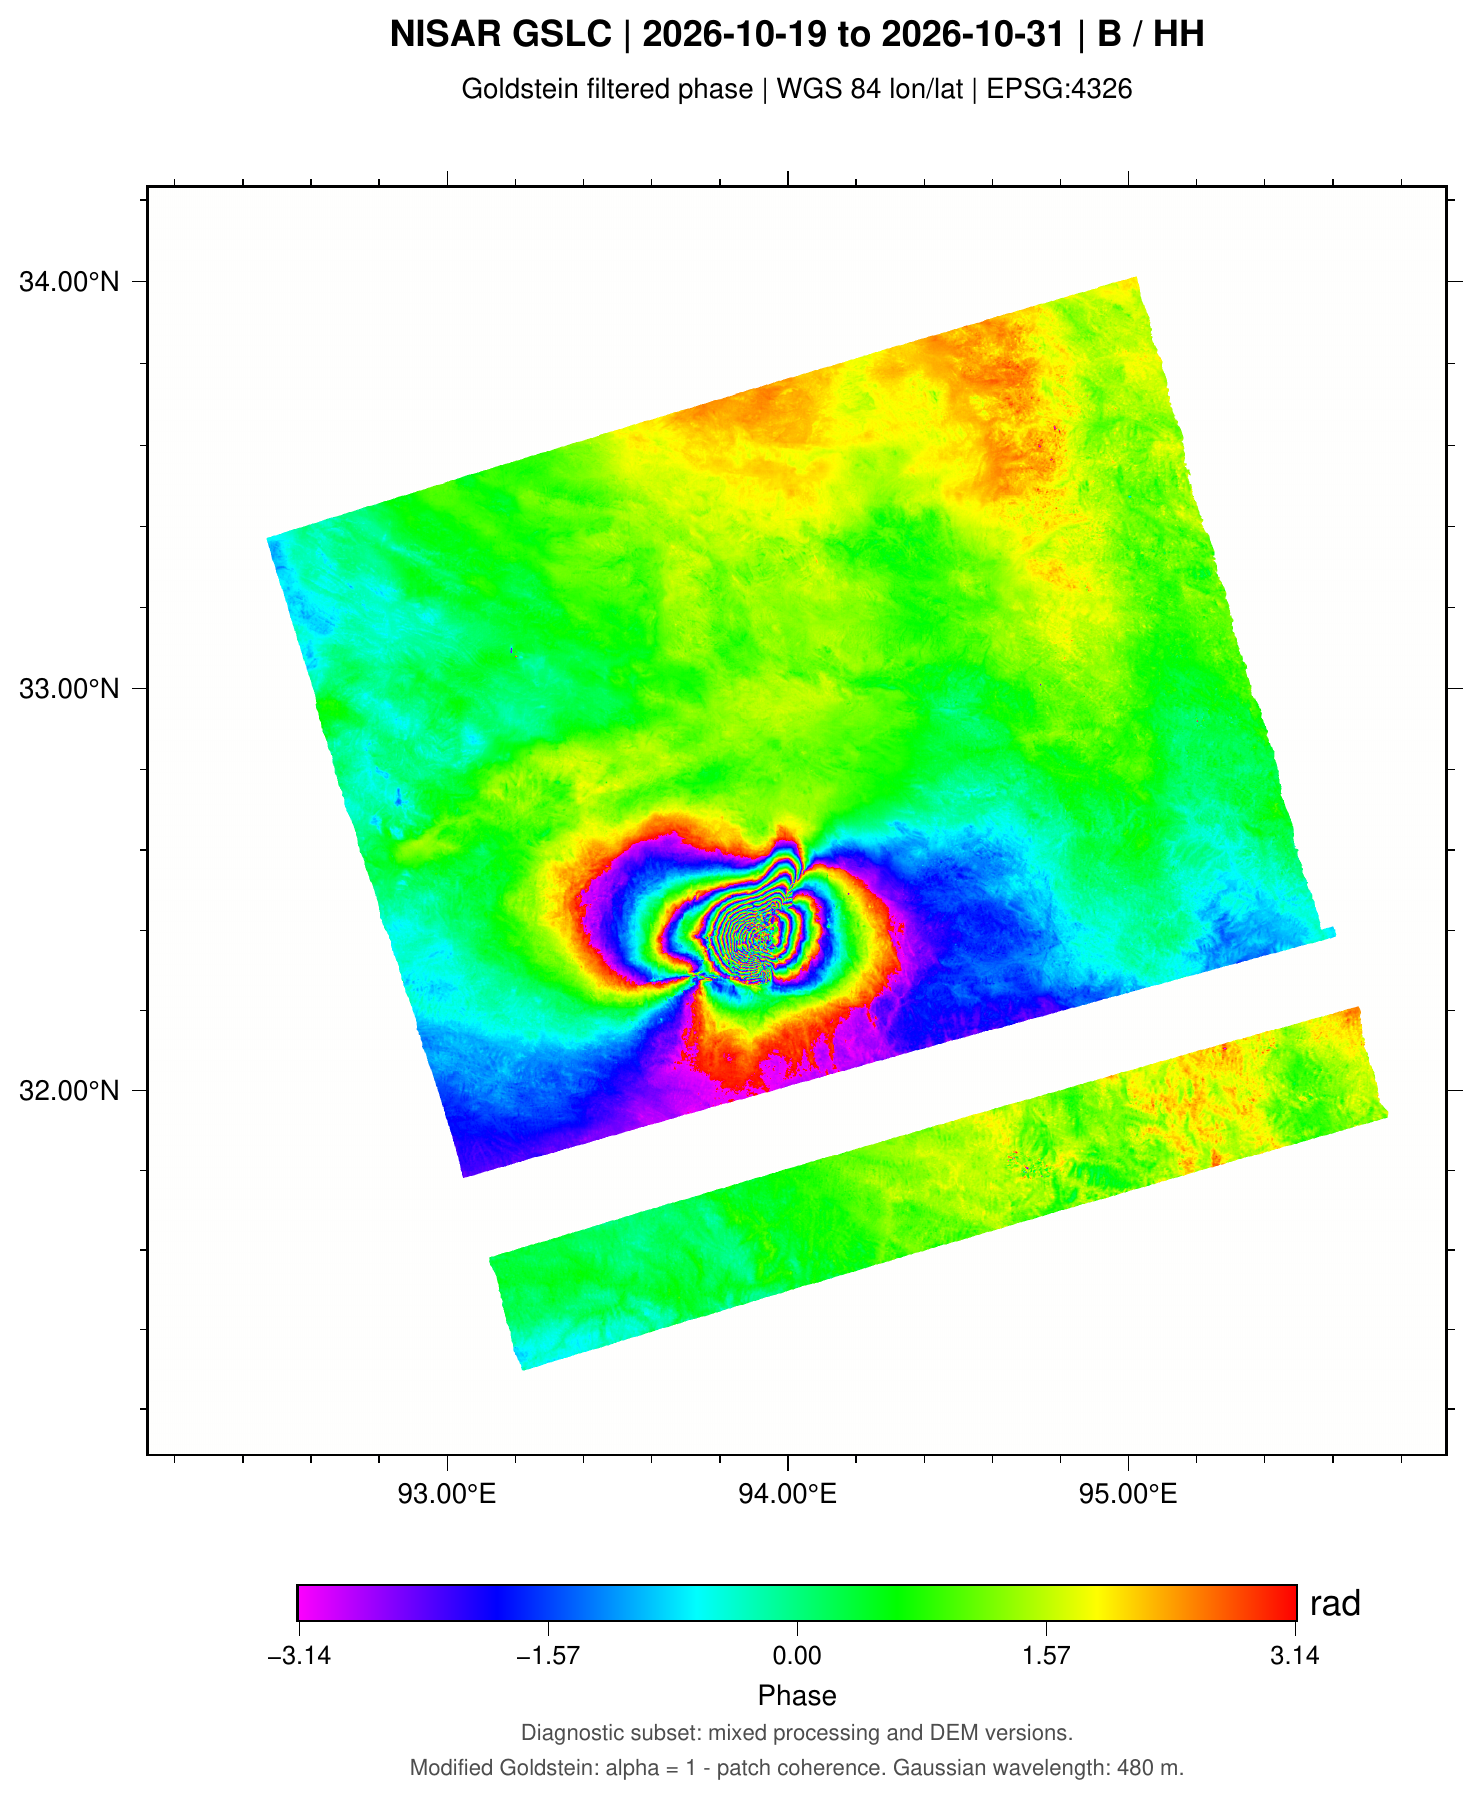 NISAR GSLC | 2026-10-19 to 2026-10-31 | B / HH
Goldstein filtered phase | WGS 84 lon/lat | EPSG:4326
34.00°N
33.00°N
32.00°N
93.00°E 94.00°E 95.00°E
rad
−3.14 −1.57 0.00 1.57 3.14
Phase
Diagnostic subset: mixed processing and DEM versions.
Modified Goldstein: alpha = 1 - patch coherence. Gaussian wavelength: 480 m.